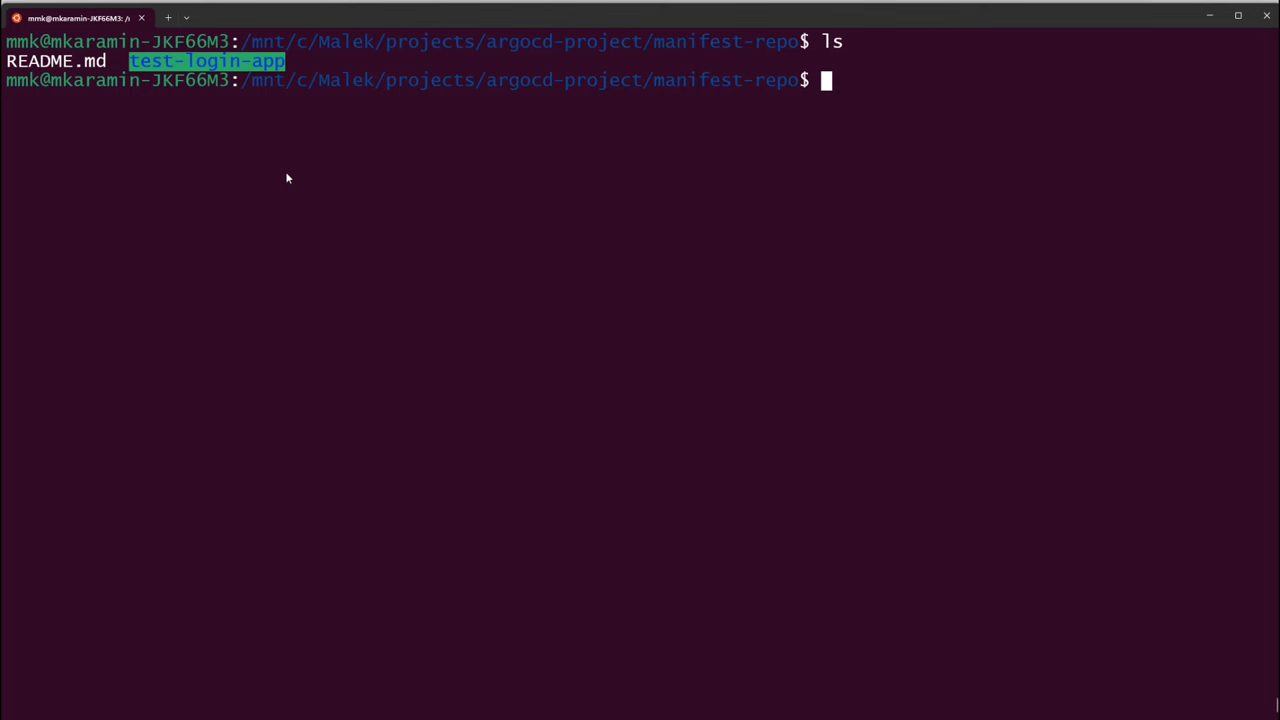 mmk@mkaramin-JKF66M3: /
mmk@mkaramin-JKF66M3:/mnt/c/Malek/projects/argocd-project/manifest-repo$ ls
README.md test-login-app
mmk@mkaramin-JKF66M3:/mnt/c/Malek/projects/argocd-project/manifest-repo$